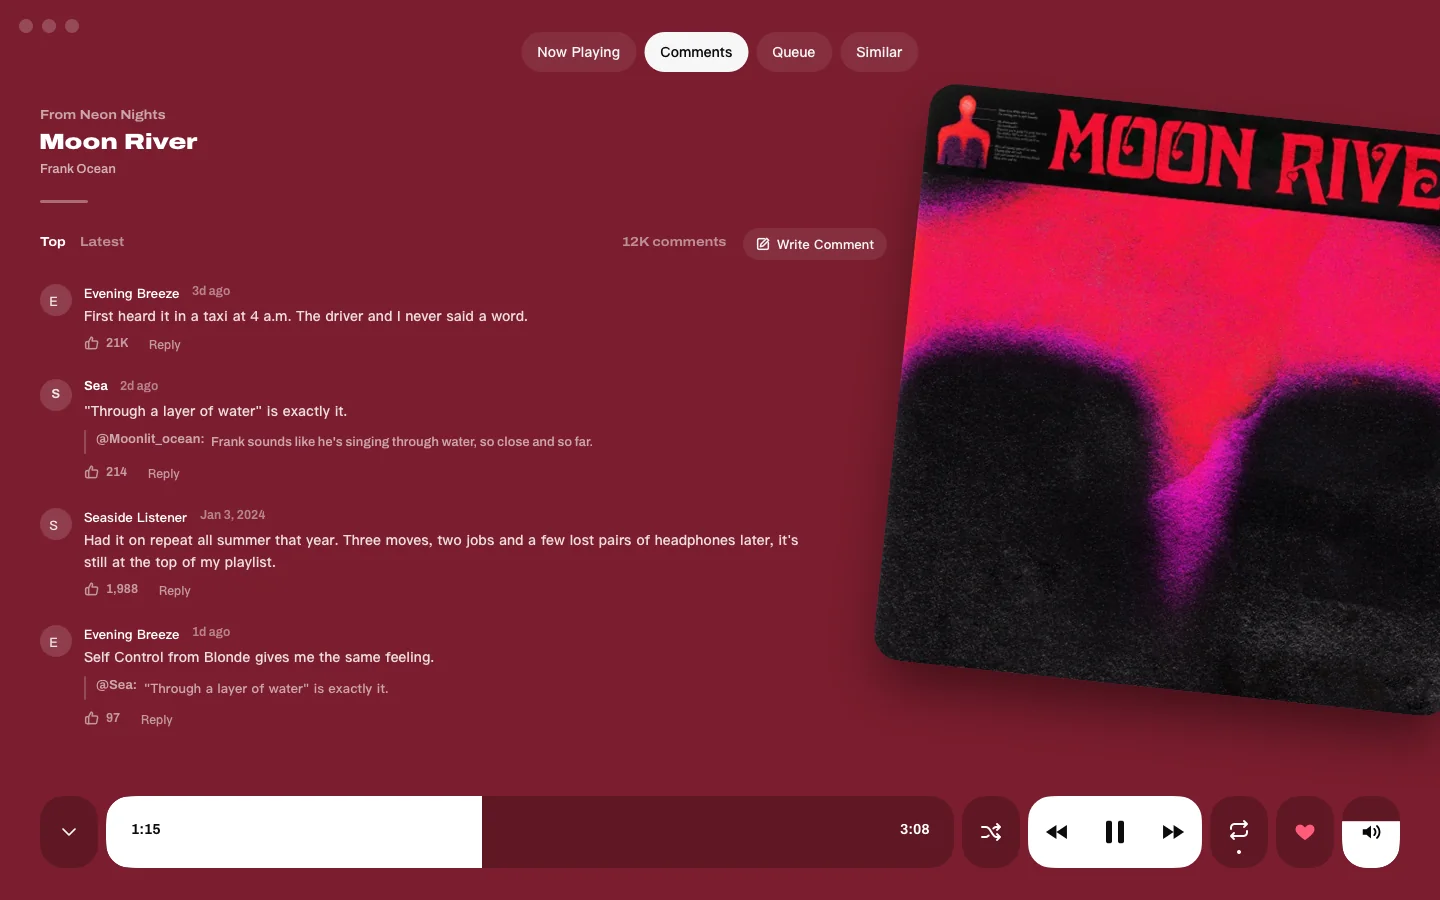 Now Playing
Comments
Queue
Similar
From Neon Nights
Moon River
Frank Ocean
Top
Latest
12K comments
Write Comment
E
Evening Breeze
3d ago
First heard it in a taxi at 4 a.m. The driver and I never said a word.
21K
Reply
S
Sea
2d ago
"Through a layer of water" is exactly it.
@Moonlit_ocean: Frank sounds like he's singing through water, so close and so far.
214
Reply
S
Seaside Listener
Jan 3, 2024
Had it on repeat all summer that year. Three moves, two jobs and a few lost pairs of headphones later, it's
still at the top of my playlist.
1,988
Reply
E
Evening Breeze
1d ago
Self Control from Blonde gives me the same feeling.
@Sea: "Through a layer of water" is exactly it.
97
Reply
MOON RIVE
1:15
3:08